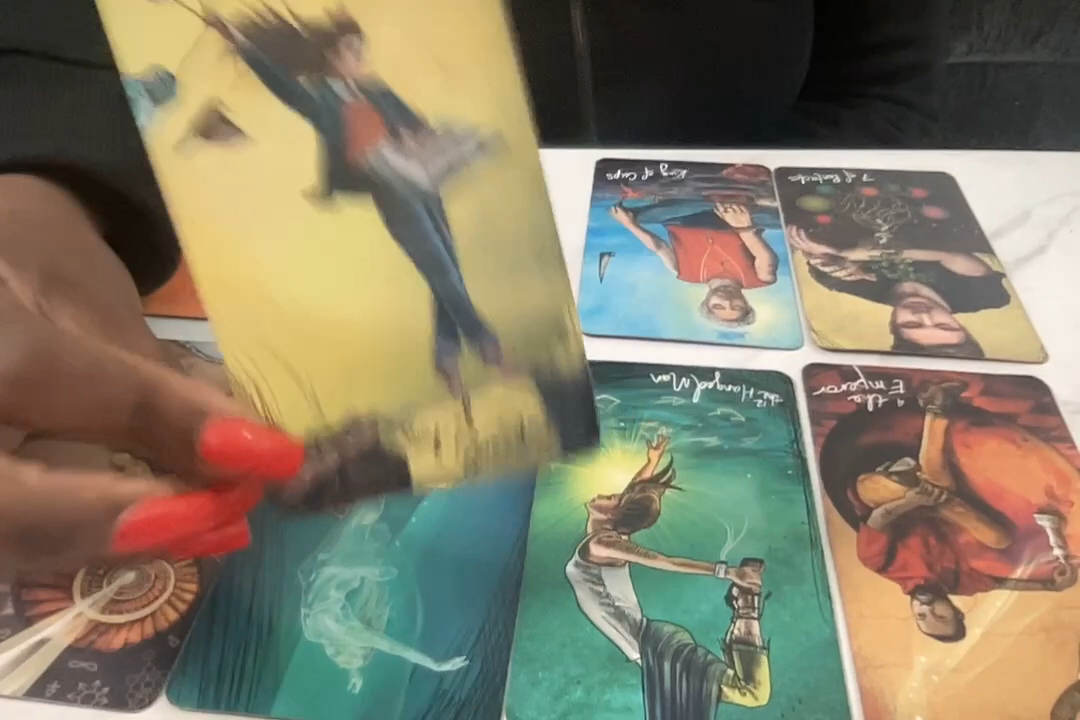 King of Cups
7 of Pentacles
the 12
Hanged Man
4 the
Emperor